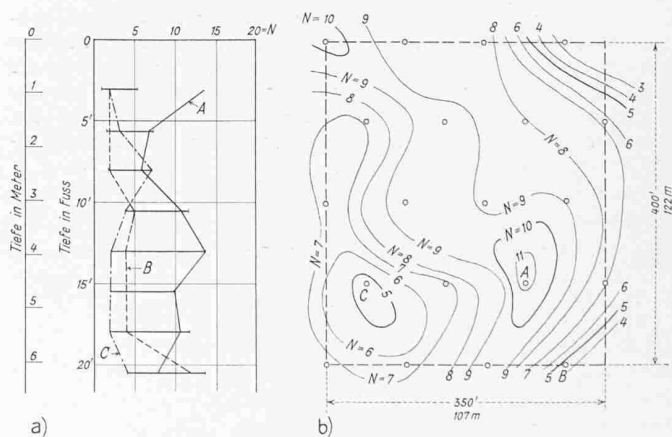 0 5 10 15 20=N
0
1
2
3
4
5
6
Tiefe in Meter
0
5'
10'
15'
20'
Tiefe in Fuss
A
B
C
a)
N=10 9 8 6 4
3
4
5
6
N=9
8
N=8
N=9
N=10
11
A
N=7
N=9
N=8
7
6
5
C
N=6
N=7 8 9 9 7 5 B
6
5
4
400'
122 m
350'
107 m
b)